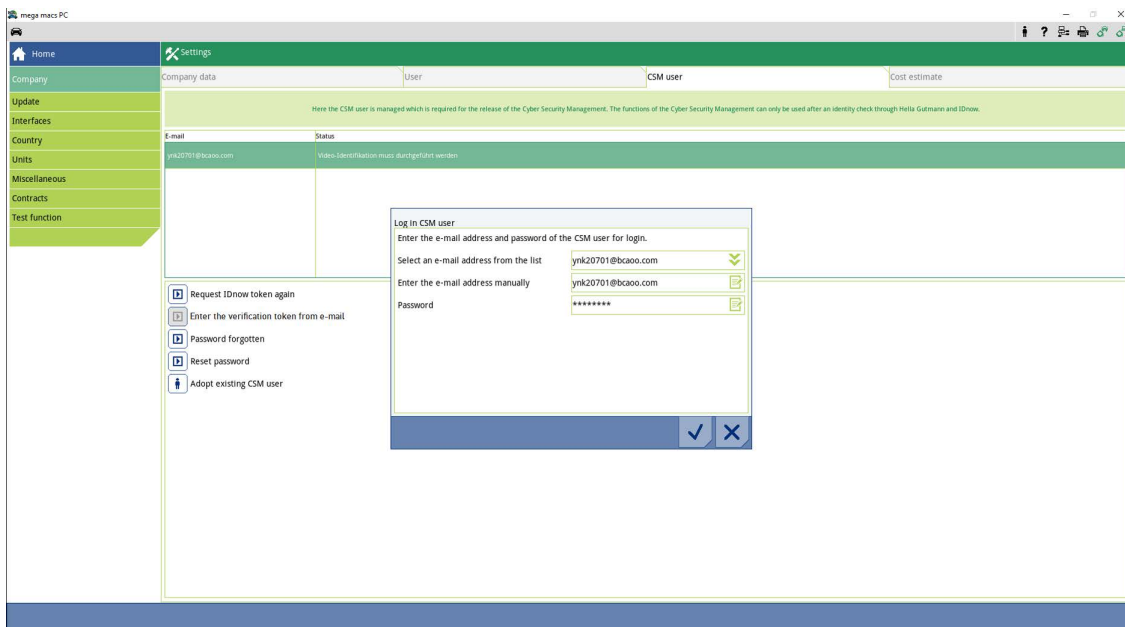 mega macs PC
Home
Settings
Company
Company data
User
CSM user
Cost estimate
Update
Interfaces
Country
Units
Miscellaneous
Contracts
Test function
Here the CSM user is managed which is required for the release of the Cyber Security Management. The functions of the Cyber Security Management can only be used after an identity check through Hella Gutmann and IDnow.
E-mail
Status
ynk20701@bcaoo.com
Video-Identifikation muss durchgeführt werden
Log in CSM user
Enter the e-mail address and password of the CSM user for login.
Select an e-mail address from the list
ynk20701@bcaoo.com
Enter the e-mail address manually
ynk20701@bcaoo.com
Password
********
Request IDnow token again
Enter the verification token from e-mail
Password forgotten
Reset password
Adopt existing CSM user